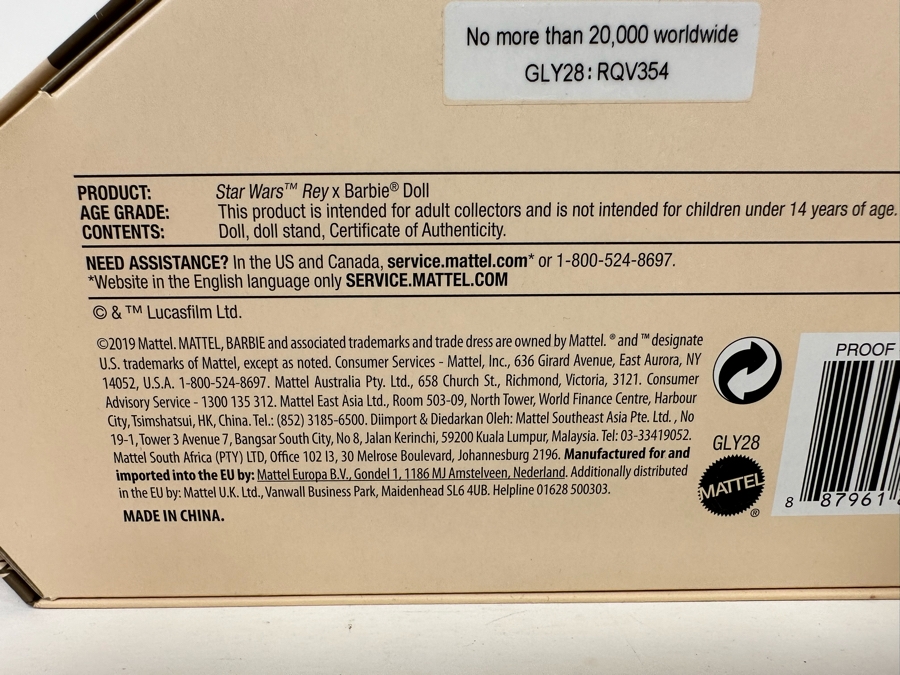 No more than 20,000 worldwide
GLY28:RQV354
PRODUCT: Star Wars™ Rey x Barbie® Doll
AGE GRADE: This product is intended for adult collectors and is not intended for children under 14 years of age.
CONTENTS: Doll, doll stand, Certificate of Authenticity.
NEED ASSISTANCE? In the US and Canada, service.mattel.com* or 1-800-524-8697.
*Website in the English language only SERVICE.MATTEL.COM
© & ™ Lucasfilm Ltd.
©2019 Mattel. MATTEL, BARBIE and associated trademarks and trade dress are owned by Mattel. ® and ™ designate
U.S. trademarks of Mattel, except as noted. Consumer Services - Mattel, Inc., 636 Girard Avenue, East Aurora, NY
14052, U.S.A. 1-800-524-8697. Mattel Australia Pty. Ltd., 658 Church St., Richmond, Victoria, 3121. Consumer
Advisory Service - 1300 135 312. Mattel East Asia Ltd., Room 503-09, North Tower, World Finance Centre, Harbour
City, Tsimshatsui, HK, China. Tel.: (852) 3185-6500. Diimport & Diedarkan Oleh: Mattel Southeast Asia Pte. Ltd. , No
19-1, Tower 3 Avenue 7, Bangsar South City, No 8, Jalan Kerinchi, 59200 Kuala Lumpur, Malaysia. Tel: 03-33419052.
Mattel South Africa (PTY) LTD, Office 102 I3, 30 Melrose Boulevard, Johannesburg 2196. Manufactured for and
imported into the EU by: Mattel Europa B.V., Gondel 1, 1186 MJ Amstelveen, Nederland. Additionally distributed
in the EU by: Mattel U.K. Ltd., Vanwall Business Park, Maidenhead SL6 4UB. Helpline 01628 500303.
MADE IN CHINA.
GLY28
MATTEL®
PROOF
8 87961